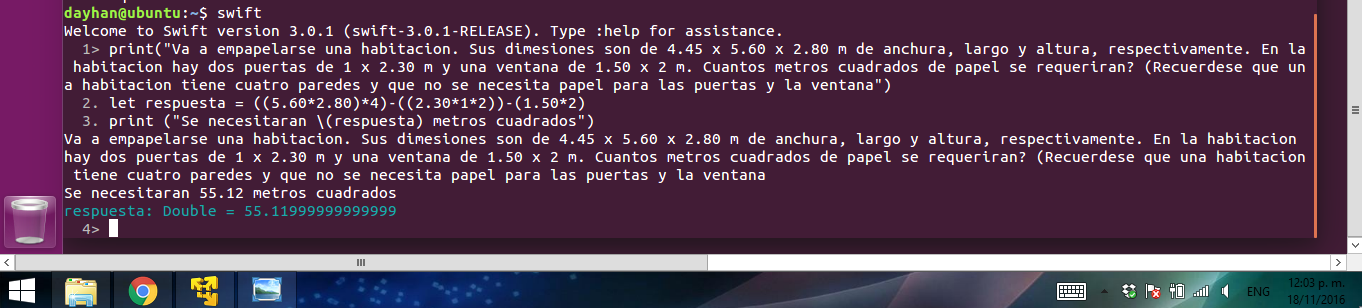 dayhan@ubuntu:~$ swift
Welcome to Swift version 3.0.1 (swift-3.0.1-RELEASE). Type :help for assistance.
1> print("Va a empapelarse una habitacion. Sus dimesiones son de 4.45 x 5.60 x 2.80 m de anchura, largo y altura, respectivamente. En la
habitacion hay dos puertas de 1 x 2.30 m y una ventana de 1.50 x 2 m. Cuantos metros cuadrados de papel se requeriran? (Recuerdese que un
a habitacion tiene cuatro paredes y que no se necesita papel para las puertas y la ventana")
2. let respuesta = ((5.60*2.80)*4)-((2.30*1*2))-(1.50*2)
3. print ("Se necesitaran \(respuesta) metros cuadrados")
Va a empapelarse una habitacion. Sus dimesiones son de 4.45 x 5.60 x 2.80 m de anchura, largo y altura, respectivamente. En la habitacion
hay dos puertas de 1 x 2.30 m y una ventana de 1.50 x 2 m. Cuantos metros cuadrados de papel se requeriran? (Recuerdese que una habitacion
tiene cuatro paredes y que no se necesita papel para las puertas y la ventana
Se necesitaran 55.12 metros cuadrados
respuesta: Double = 55.11999999999999
4>
ENG
12:03 p. m.
18/11/2016